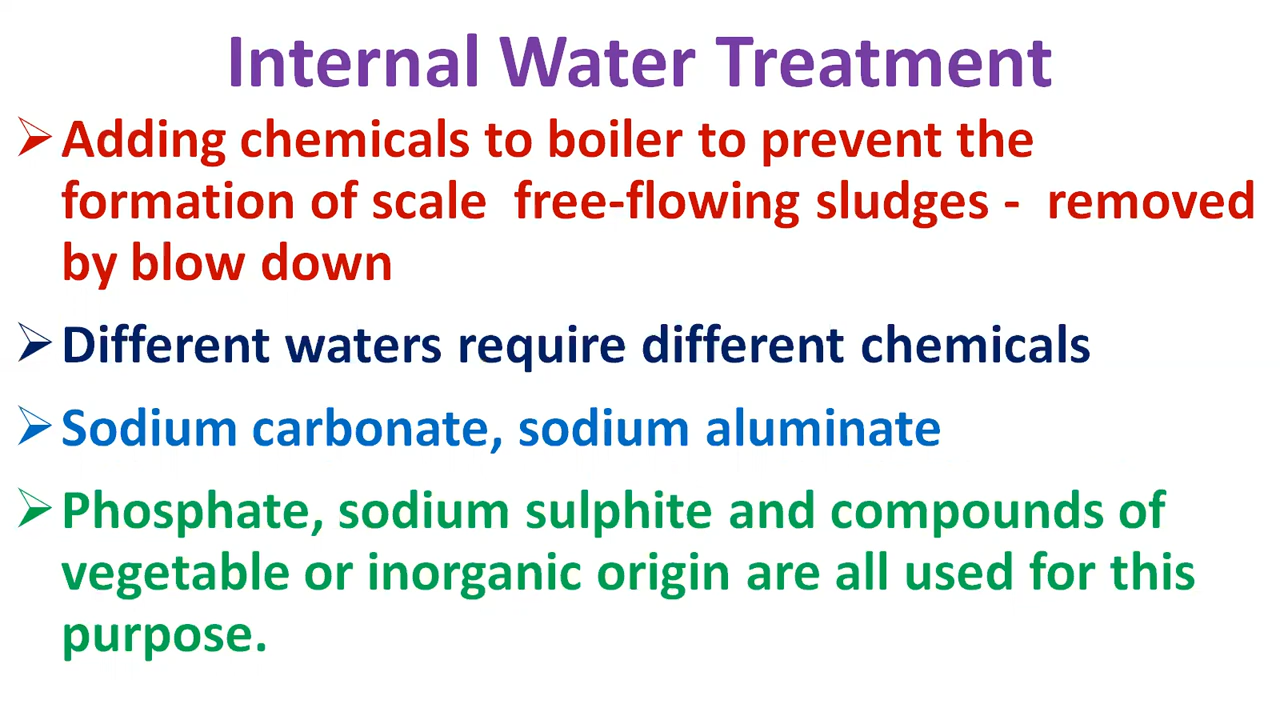 Internal Water Treatment
➢Adding chemicals to boiler to prevent the
formation of scale  free-flowing sludges -  removed
by blow down
➢Different waters require different chemicals
➢Sodium carbonate, sodium aluminate
➢Phosphate, sodium sulphite and compounds of
vegetable or inorganic origin are all used for this
purpose.